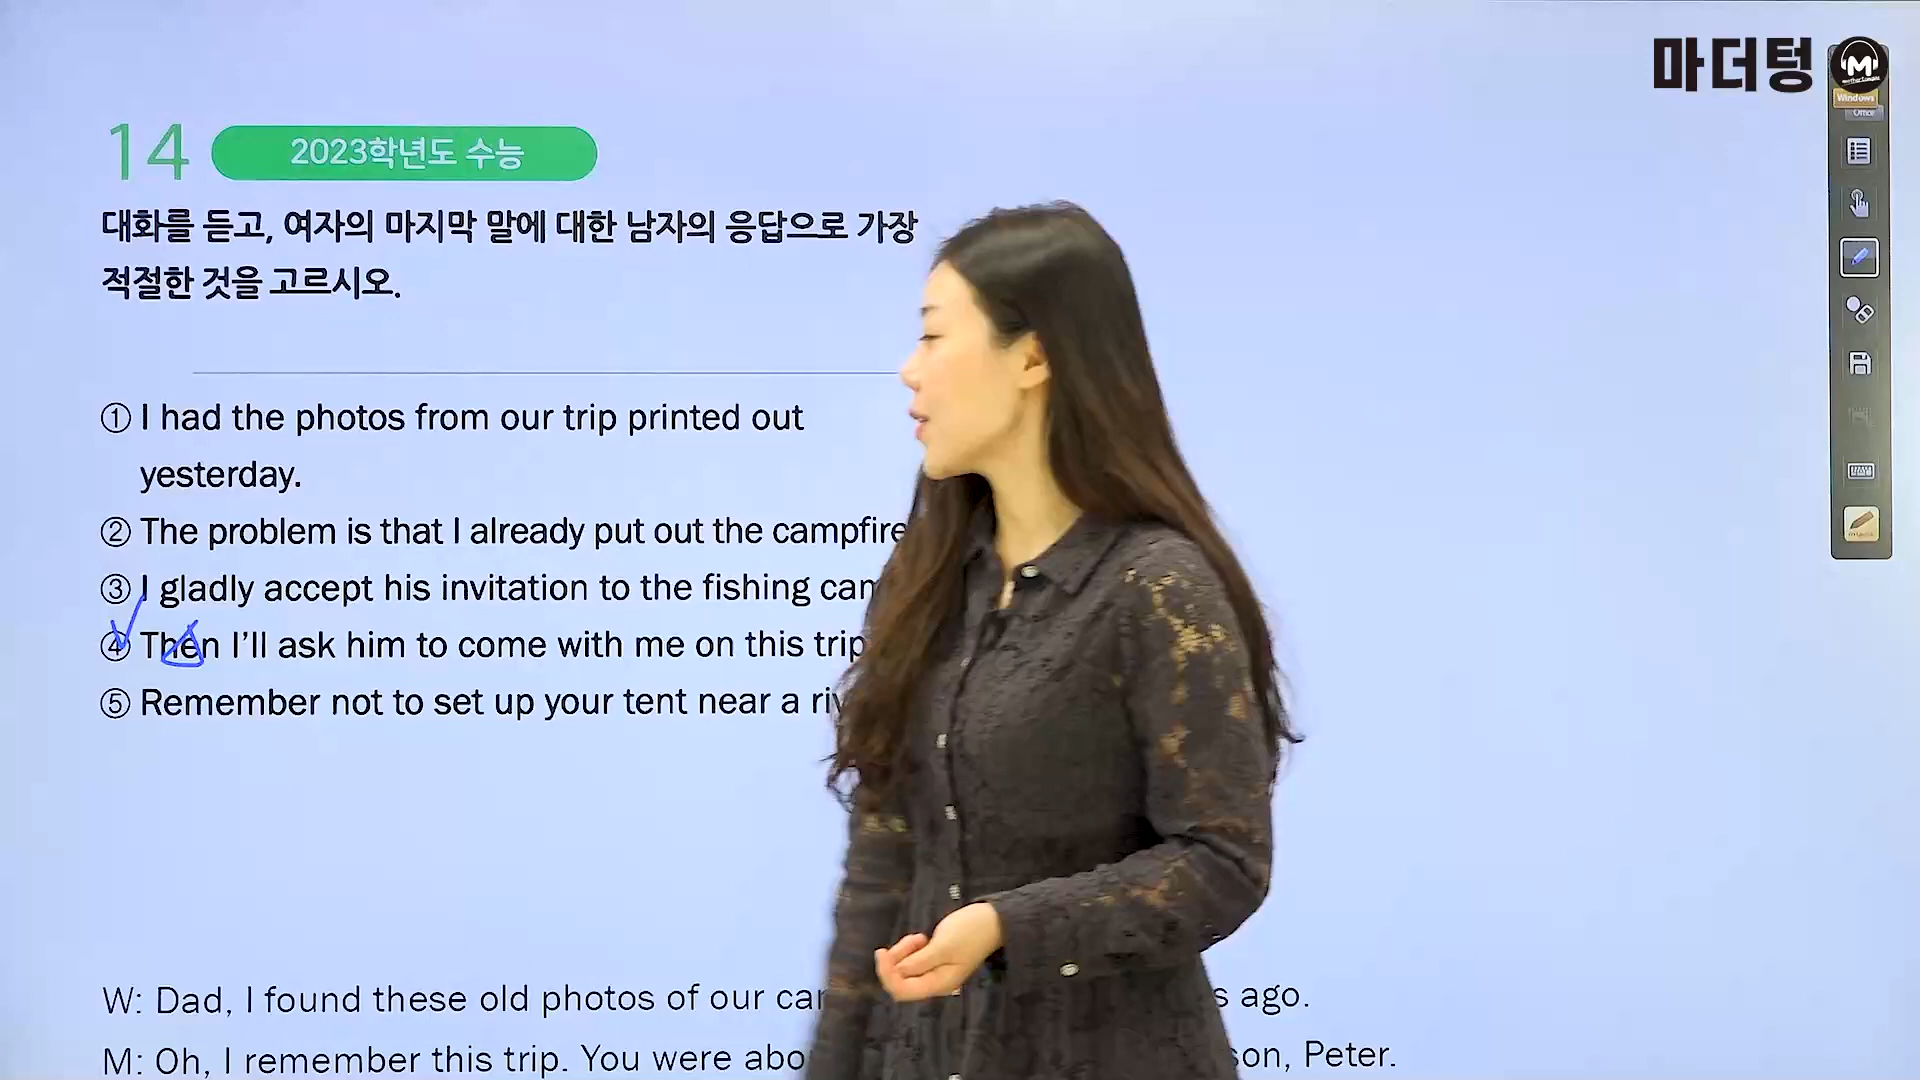 마더텅
M
Windows
Office
14 2023학년도 수능
대화를 듣고, 여자의 마지막 말에 대한 남자의 응답으로 가장
적절한 것을 고르시오.
① I had the photos from our trip printed out
yesterday.
② The problem is that I already put out the campfire
③ I gladly accept his invitation to the fishing
④ Then I'll ask him to come with me on this trip
⑤ Remember not to set up your tent near a
W: Dad, I found these old photos of our ago.
M: Oh, I remember this trip. You were Peter.